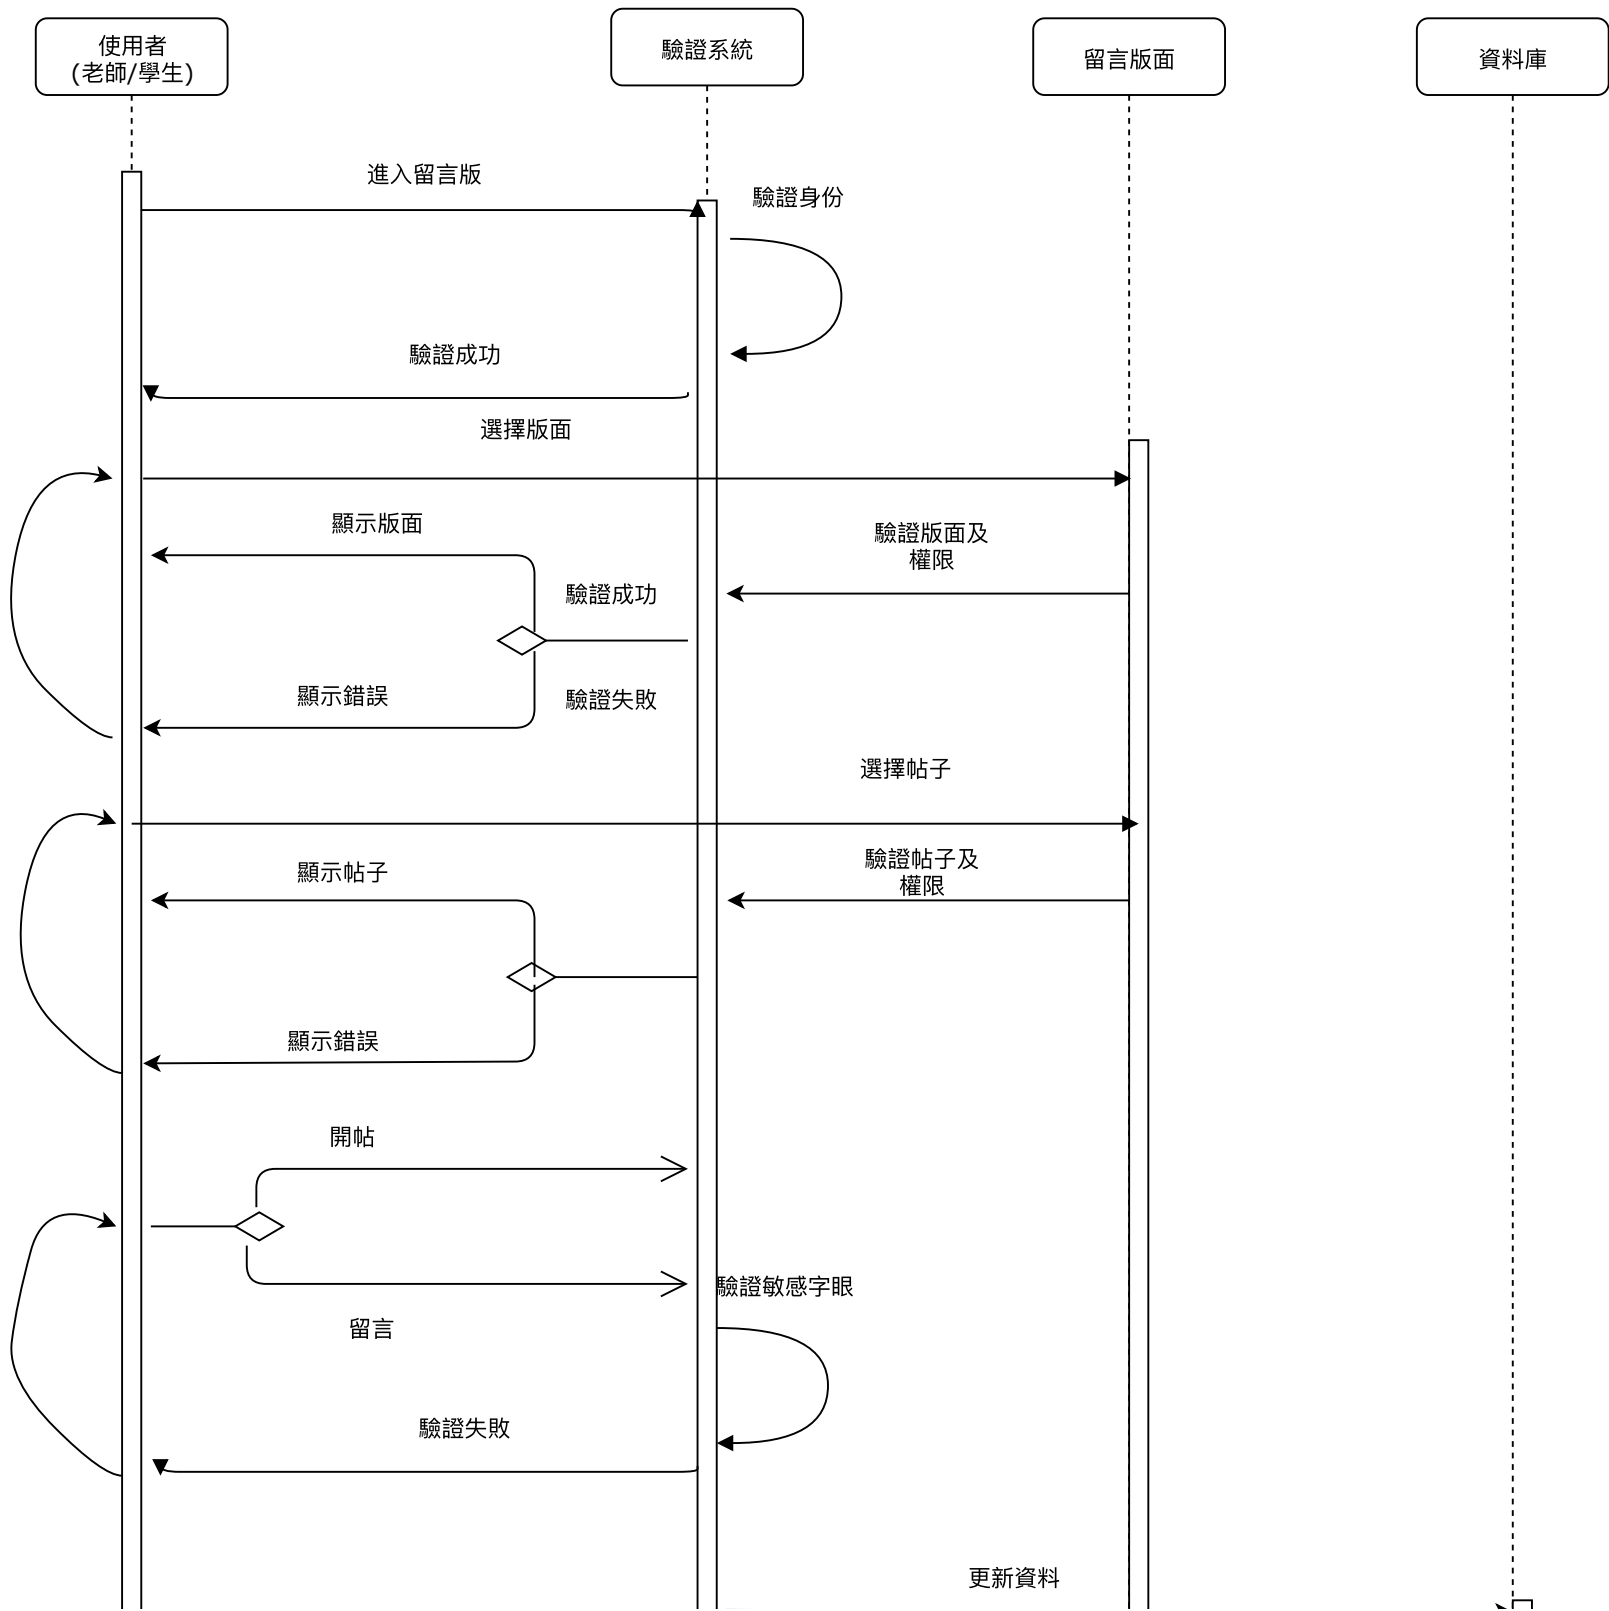 使用者
(老師/學生)
驗證系統
留言版面
資料庫
進入留言版
驗證身份
驗證成功
選擇版面
顯示版面
驗證版面及
權限
驗證成功
顯示錯誤
驗證失敗
選擇帖子
驗證帖子及
權限
顯示帖子
顯示錯誤
開帖
驗證敏感字眼
留言
驗證失敗
更新資料